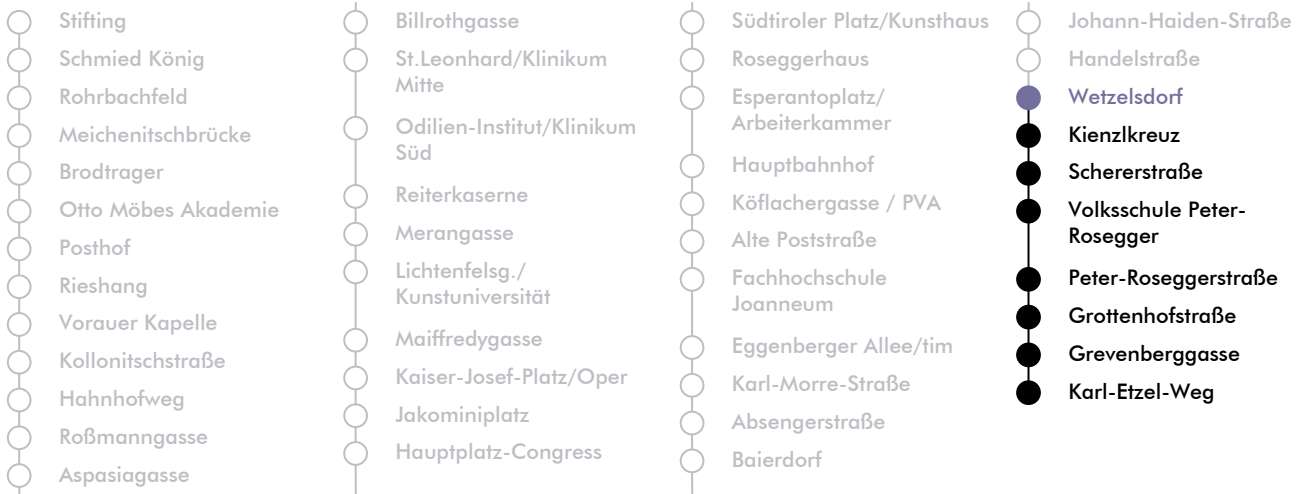 Stifting
Schmied König
Rohrbachfeld
Meichenitschbrücke
Brodtrager
Otto Möbes Akademie
Posthof
Rieshang
Vorauer Kapelle
Kollonitschstraße
Hahnhofweg
Roßmanngasse
Aspasiagasse
Billrothgasse
St.Leonhard/Klinikum
Mitte
Odilien-Institut/Klinikum
Süd
Reiterkaserne
Merangasse
Lichtenfelsg./
Kunstuniversität
Maiffredygasse
Kaiser-Josef-Platz/Oper
Jakominiplatz
Hauptplatz-Congress
Südtiroler Platz/Kunsthaus
Roseggerhaus
Esperantoplatz/
Arbeiterkammer
Hauptbahnhof
Köflachergasse / PVA
Alte Poststraße
Fachhochschule
Joanneum
Eggenberger Allee/tim
Karl-Morre-Straße
Absengerstraße
Baierdorf
Johann-Haiden-Straße
Handelstraße
Wetzelsdorf
Kienzlkreuz
Schererstraße
Volksschule Peter-
Rosegger
Peter-Roseggerstraße
Grottenhofstraße
Grevenberggasse
Karl-Etzel-Weg